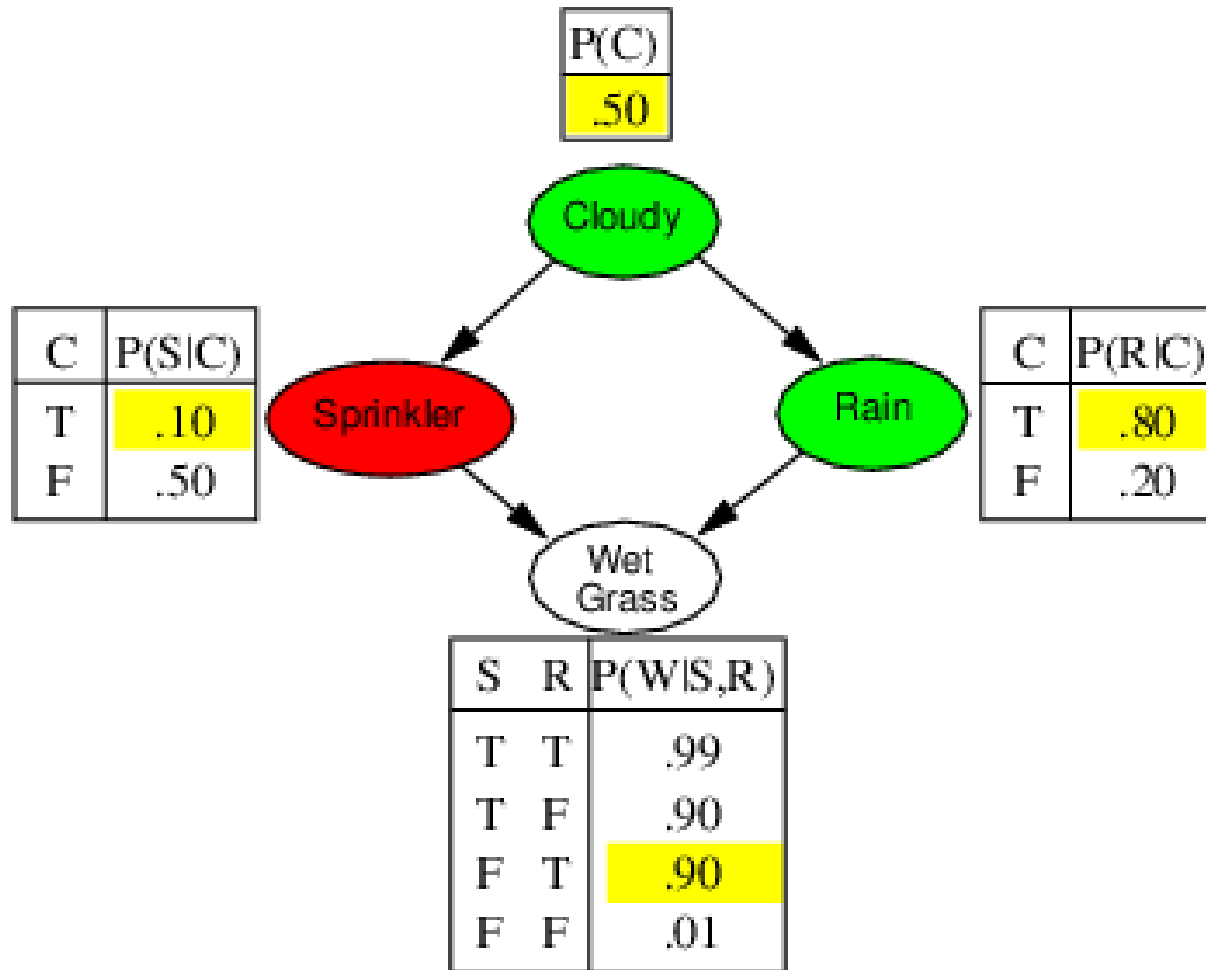 P(C)
.50
Cloudy
C P(S|C)
T .10
F .50
Sprinkler
Rain
C P(R|C)
T .80
F .20
Wet
Grass
S R P(W|S,R)
T T .99
T F .90
F T .90
F F .01